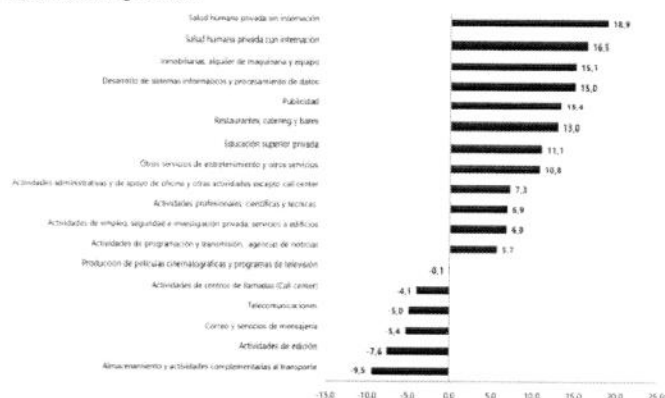 Salud humana privada sin internación 18,9
Salud humana privada con internación 16,5
Inmobiliarias, alquiler de maquinaria y equipo 15,1
Desarrollo de sistemas informáticos y procesamiento de datos 15,0
Publicidad 13,4
Restaurantes, catering y bares 13,0
Educación superior privada 11,1
Otros servicios de entretenimiento y otros servicios 10,8
Actividades administrativas y de apoyo de oficina y otras actividades excepto call center 7,3
Actividades profesionales, científicas y técnicas 6,9
Actividades de empleo, seguridad e investigación privada, servicios a edificios 6,8
Actividades de programación y transmisión, agencias de noticias 5,7
Producción de películas cinematográficas y programas de televisión -0,1
Actividades de centros de llamadas (Call center) -4,1
Telecomunicaciones -5,0
Correo y servicios de mensajería -5,4
Actividades de edición -7,6
Almacenamiento y actividades complementarias al transporte -9,5
-15,0 -10,0 -5,0 0,0 5,0 10,0 15,0 20,0 25,0